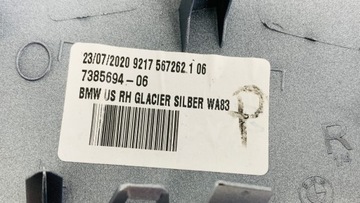 23/07/2020 9217 567262.1 06
7385694-06
BMW US RH GLACIER SILBER WA83
P
R